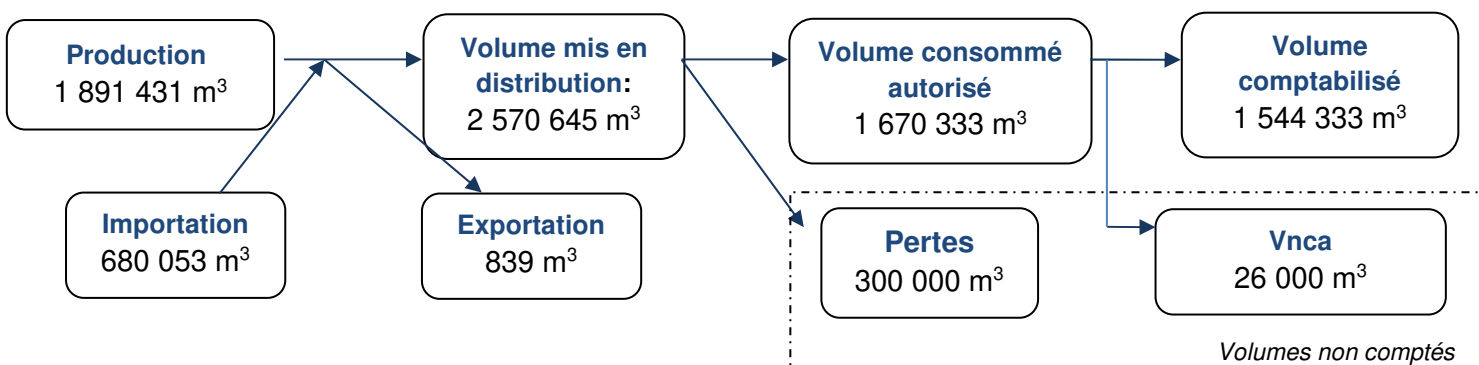 Production
1 891 431 m³
Volume mis en
distribution:
2 570 645 m³
Volume consommé
autorisé
1 670 333 m³
Volume
comptabilisé
1 544 333 m³
Importation
680 053 m³
Exportation
839 m³
Pertes
300 000 m³
Vnca
26 000 m³
Volumes non comptés